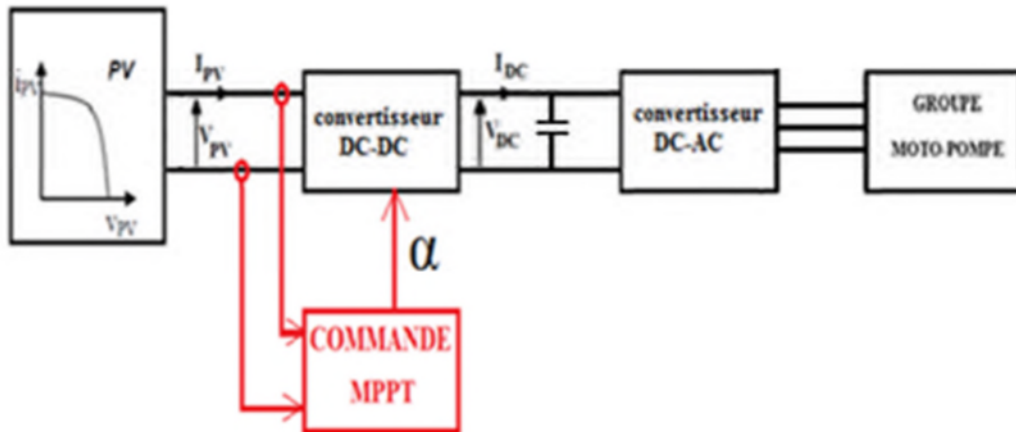 PV
iPV
VPV
IPV
VPV
convertisseur
DC-DC
IDC
VDC
convertisseur
DC-AC
GROUPE
MOTO-POMPE
α
COMMANDE
MPPT